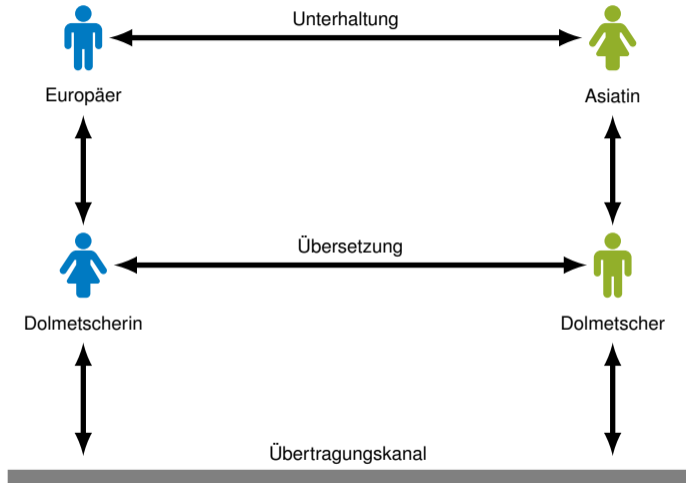 Unterhaltung
Europäer
Asiatin
Übersetzung
Dolmetscherin
Dolmetscher
Übertragungskanal